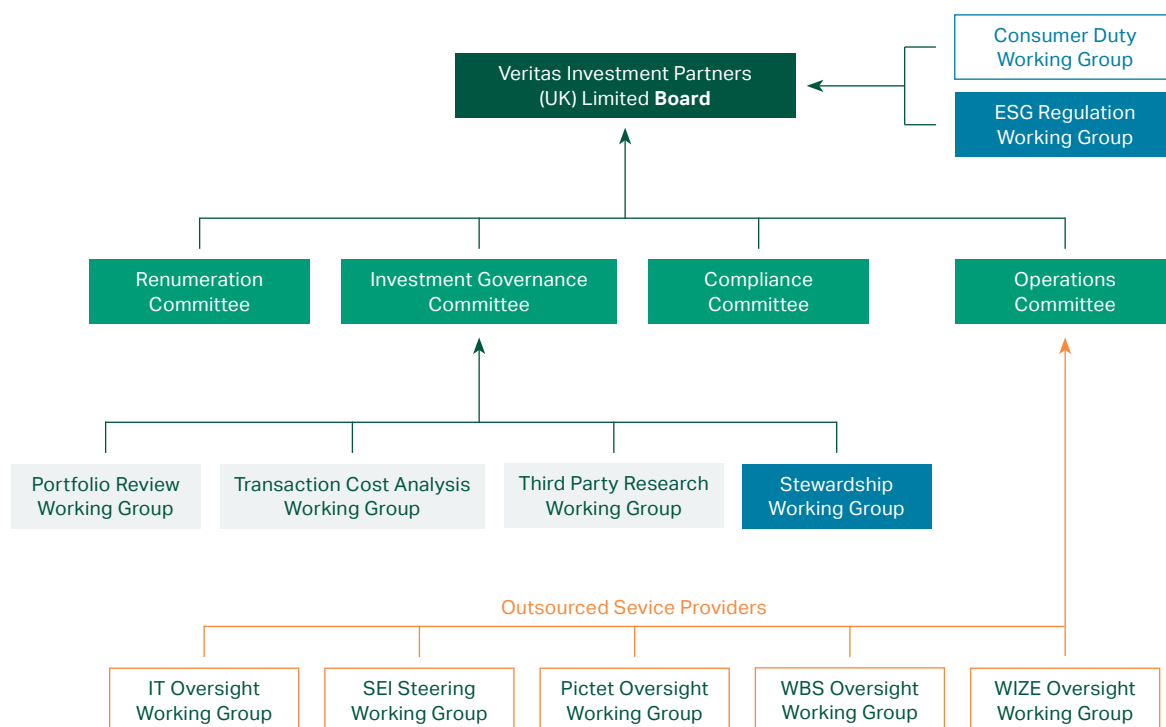 Consumer Duty
Working Group
Veritas Investment Partners
(UK) Limited Board
ESG Regulation
Working Group
Renumeration
Committee
Investment Governance
Committee
Compliance
Committee
Operations
Committee
Portfolio Review
Working Group
Transaction Cost Analysis
Working Group
Third Party Research
Working Group
Stewardship
Working Group
Outsourced Sevice Providers
IT Oversight
Working Group
SEI Steering
Working Group
Pictet Oversight
Working Group
WBS Oversight
Working Group
WIZE Oversight
Working Group